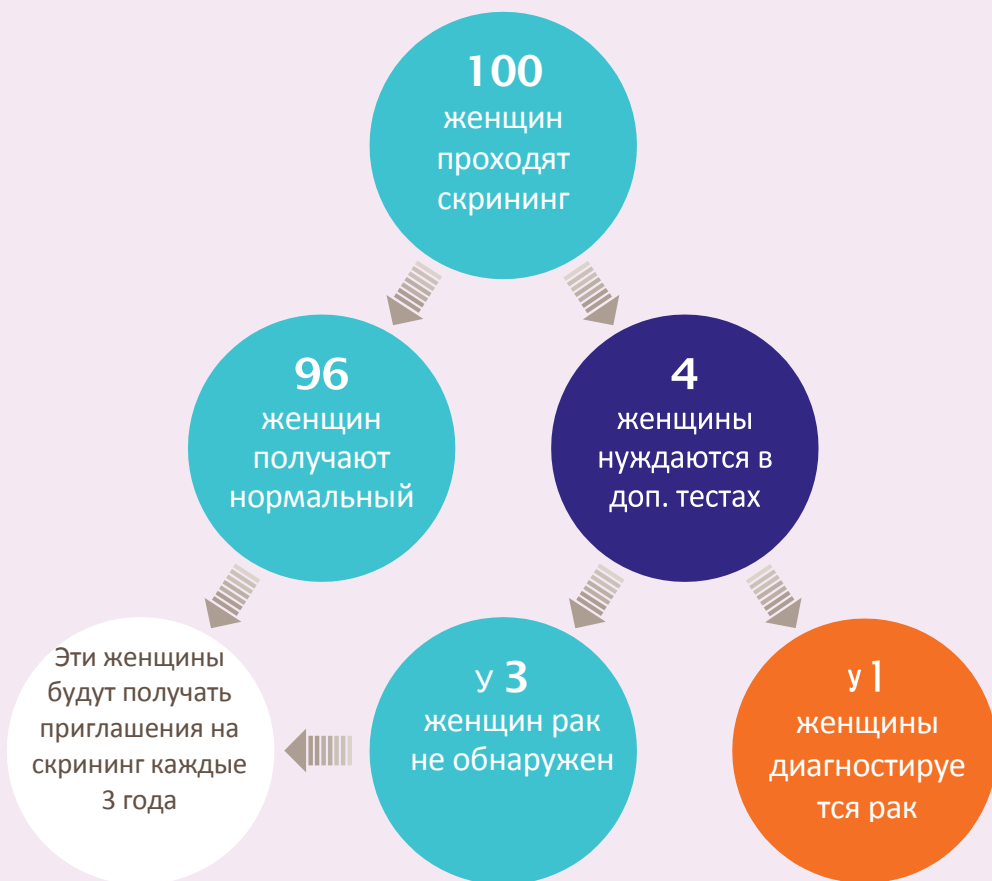 100
женщин
проходят
скрининг
96
женщин
получают
нормальный
4
женщины
нуждаются в
доп. тестах
Эти женщины
будут получать
приглашения на
скрининг каждые
3 года
У 3
женщин рак
не обнаружен
у 1
женщины
диагностируе
тся рак